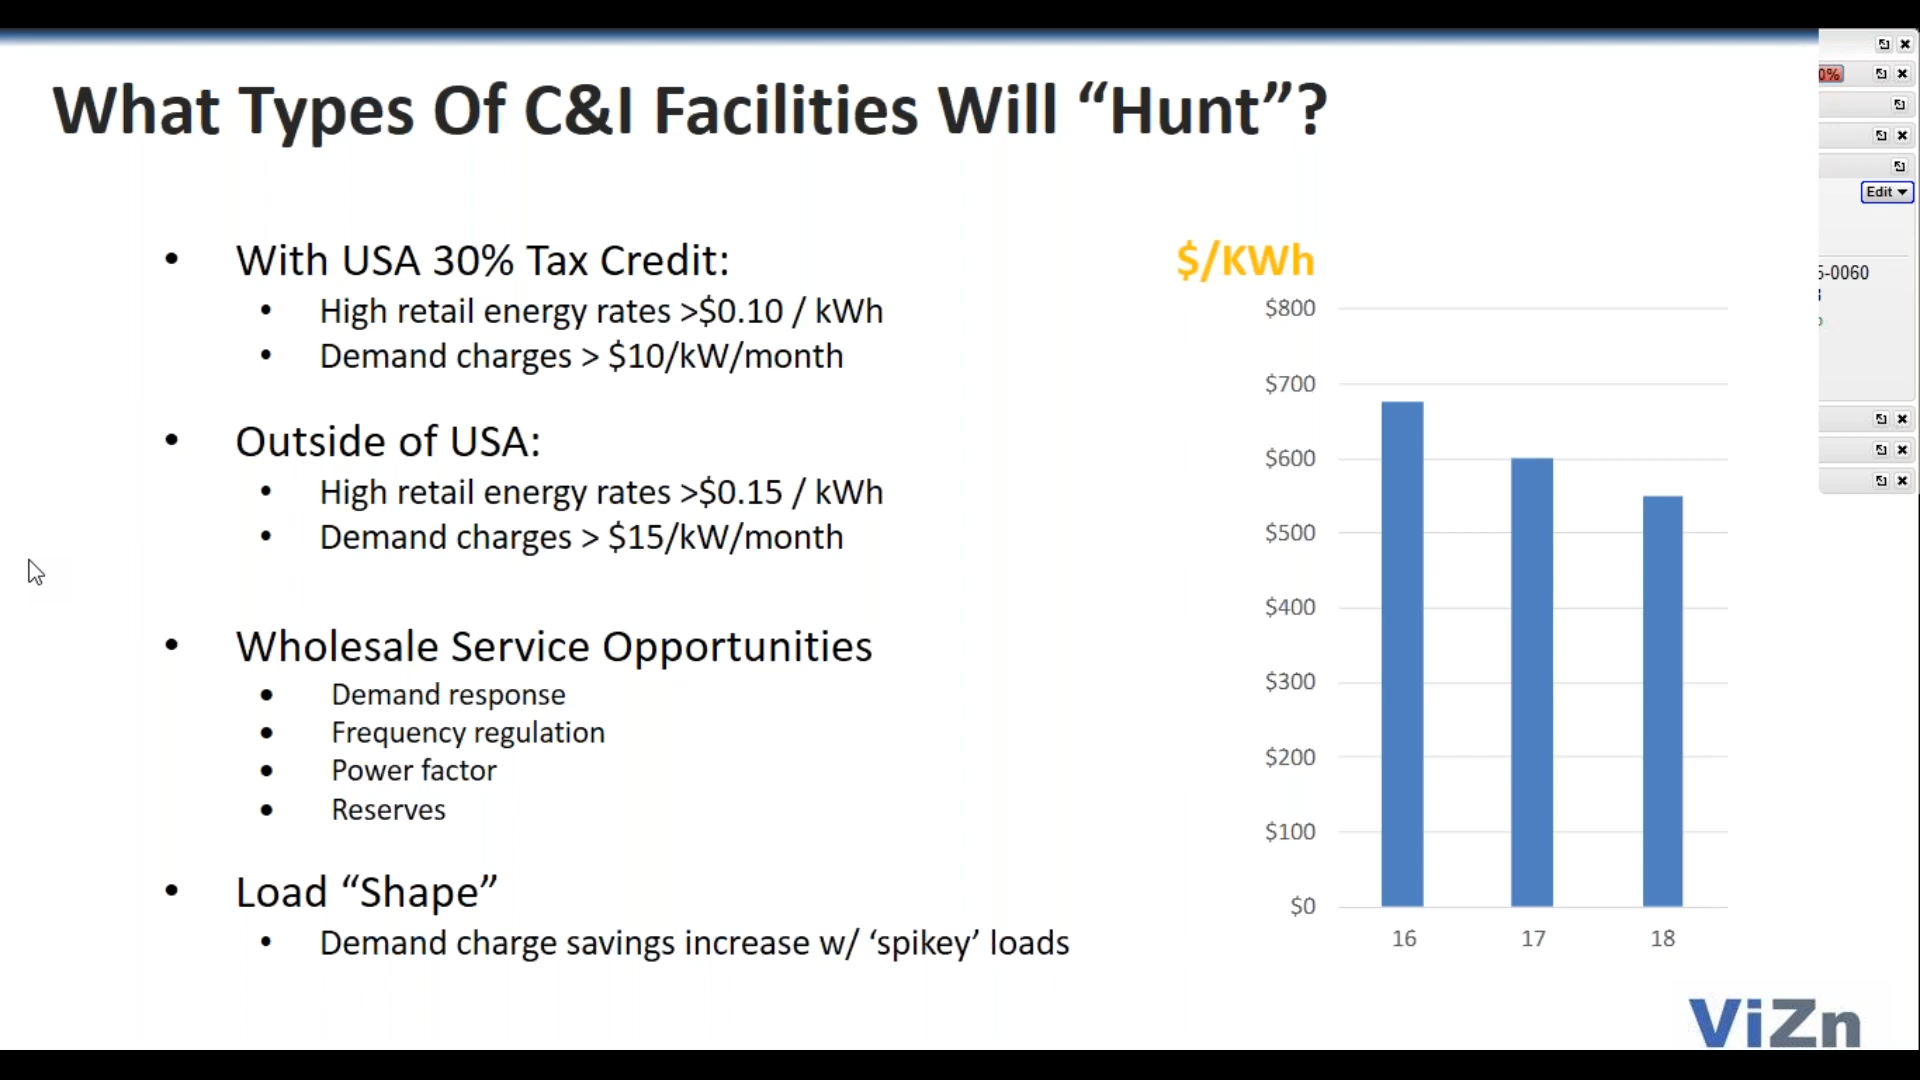 What Types Of C&I Facilities Will “Hunt”?
• With USA 30% Tax Credit:
• High retail energy rates >$0.10 / kWh
• Demand charges > $10/kW/month
• Outside of USA:
• High retail energy rates >$0.15 / kWh
• Demand charges > $15/kW/month
• Wholesale Service Opportunities
• Demand response
• Frequency regulation
• Power factor
• Reserves
• Load “Shape”
• Demand charge savings increase w/ ‘spikey’ loads
$/KWh
$800
$700
$600
$500
$400
$300
$200
$100
$0
16 17 18
ViZn
0%
Edit
5-0060